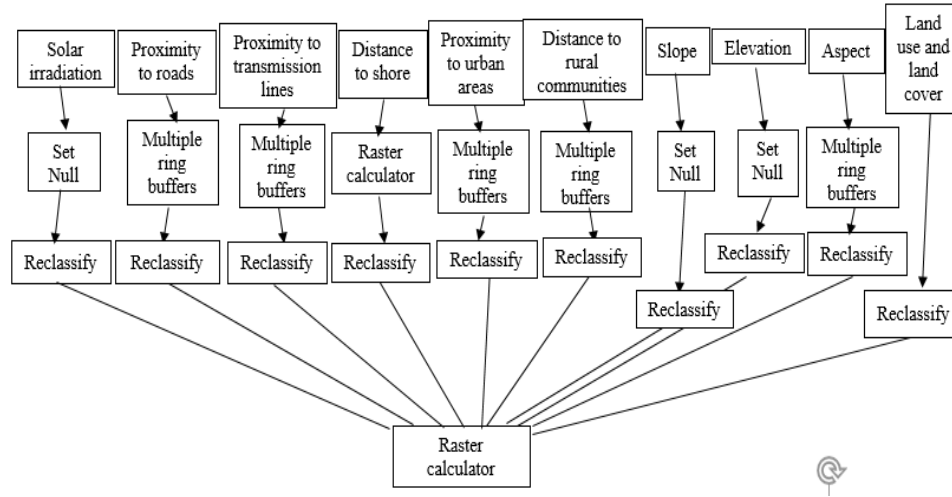 Solar
irradiation
Proximity
to roads
Proximity to
transmission
lines
Distance
to shore
Proximity
to urban
areas
Distance to
rural
communities
Slope
Elevation
Aspect
Land
use and
land
cover
Set
Null
Multiple
ring
buffers
Multiple
ring
buffers
Raster
calculator
Multiple
ring
buffers
Multiple
ring
buffers
Set
Null
Set
Null
Multiple
ring
buffers
Reclassify
Reclassify
Reclassify
Reclassify
Reclassify
Reclassify
Reclassify
Reclassify
Reclassify
Reclassify
Raster
calculator